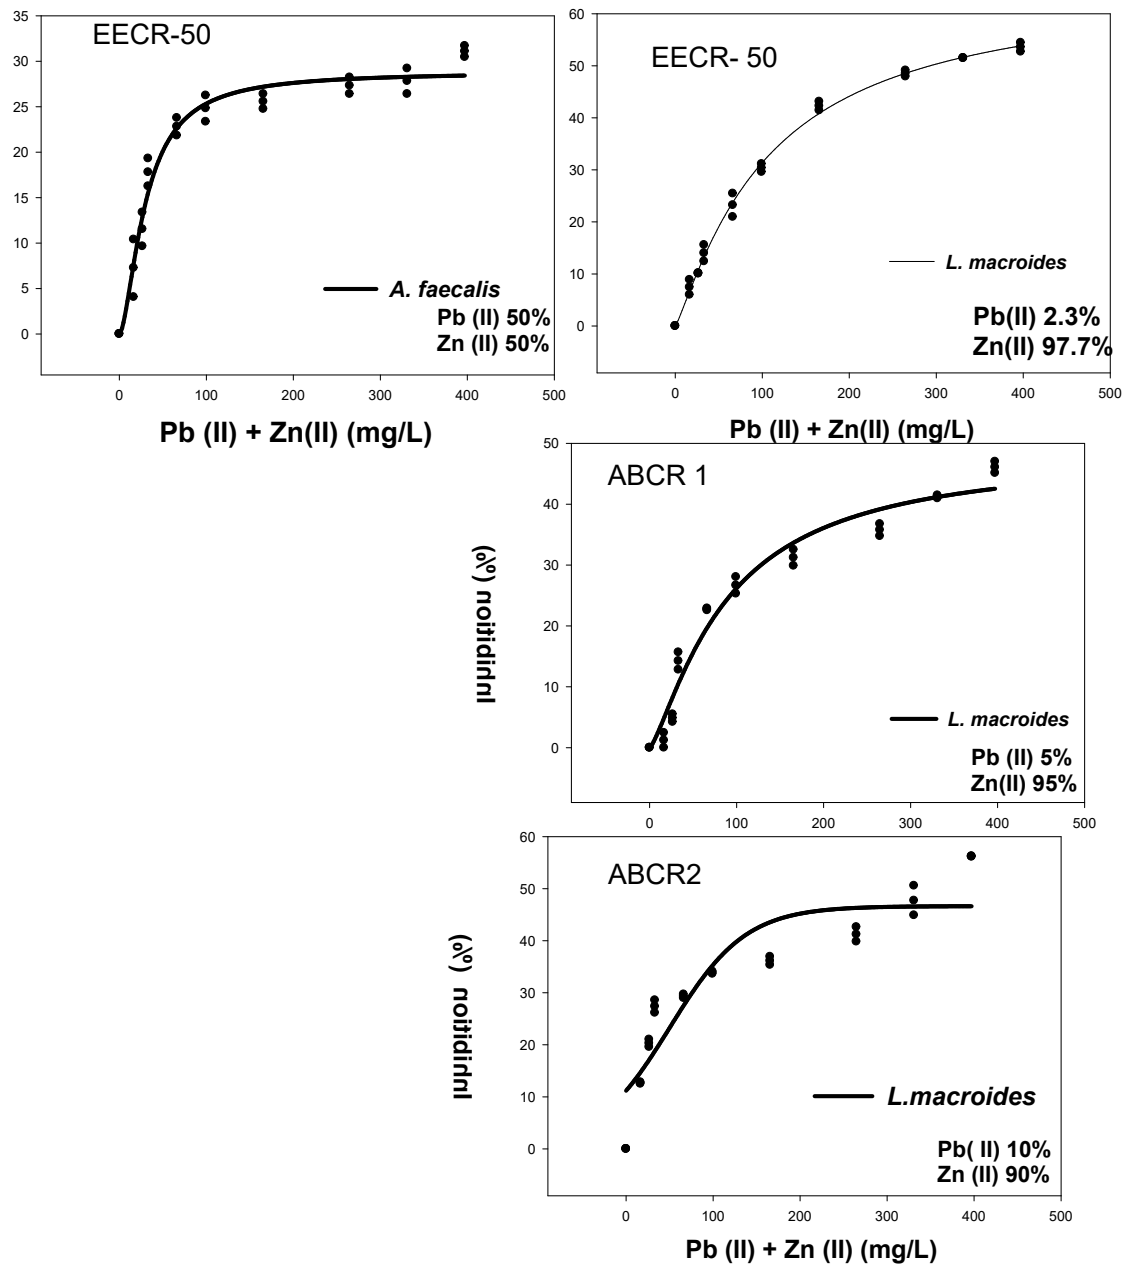 EECR-50
35
30
25
20
15
10
5
0
A. faecalis
Pb (II) 50%
Zn (II) 50%
0 100 200 300 400 500
Pb (II) + Zn(II) (mg/L)
EECR- 50
60
50
40
30
20
10
0
L. macroides
Pb(II) 2.3%
Zn(II) 97.7%
0 100 200 300 400 500
Pb (II) + Zn(II) (mg/L)
ABCR 1
50
40
30
20
10
0
Inhibition (%)
L. macroides
Pb (II) 5%
Zn(II) 95%
0 100 200 300 400 500
ABCR2
60
50
40
30
20
10
0
Inhibition (%)
L.macroides
Pb( II) 10%
Zn (II) 90%
0 100 200 300 400 500
Pb (II) + Zn (II) (mg/L)